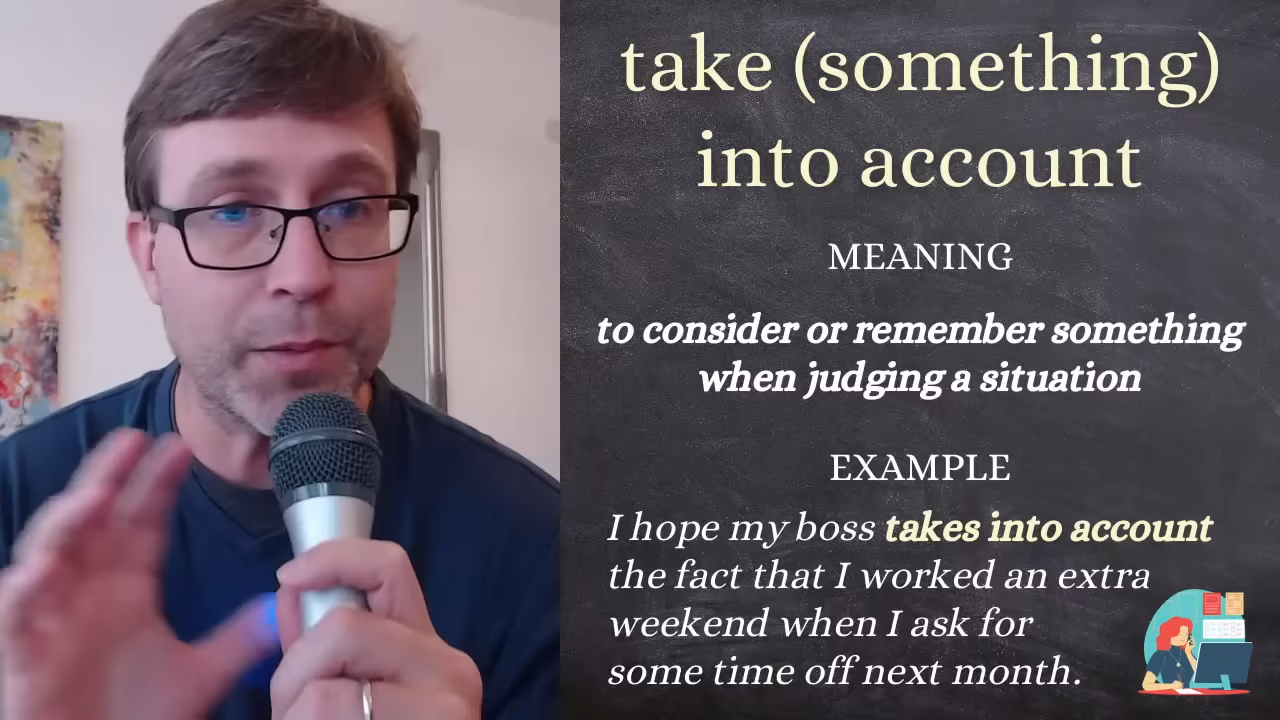 take (something)
into account
MEANING
to consider or remember something
when judging a situation
EXAMPLE
I hope my boss takes into account
the fact that I worked an extra
weekend when I ask for
some time off next month.